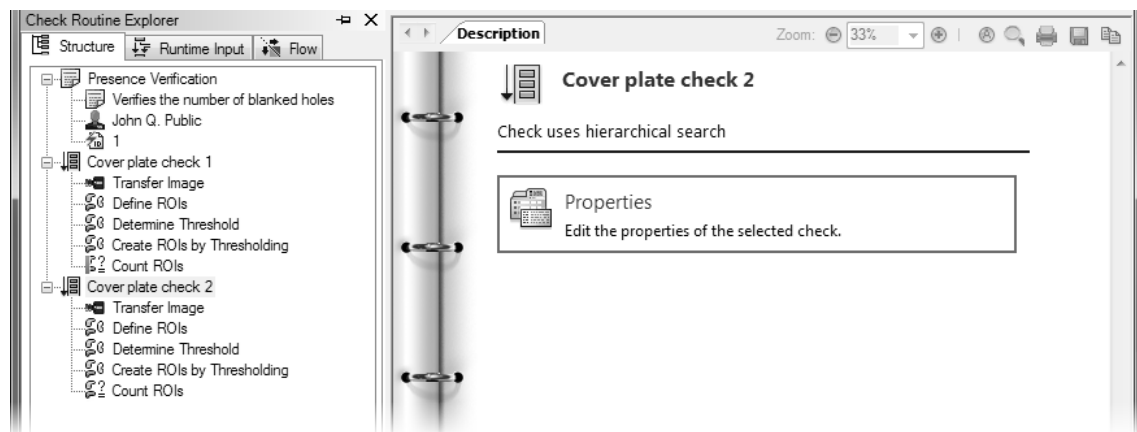 Check Routine Explorer
Structure
Runtime Input
Flow
Presence Verification
Verifies the number of blanked holes
John Q. Public
1
Cover plate check 1
Transfer Image
Define ROIs
Determine Threshold
Create ROIs by Thresholding
Count ROIs
Cover plate check 2
Transfer Image
Define ROIs
Determine Threshold
Create ROIs by Thresholding
Count ROIs
Description
Zoom: 33%
Cover plate check 2
Check uses hierarchical search
Properties
Edit the properties of the selected check.